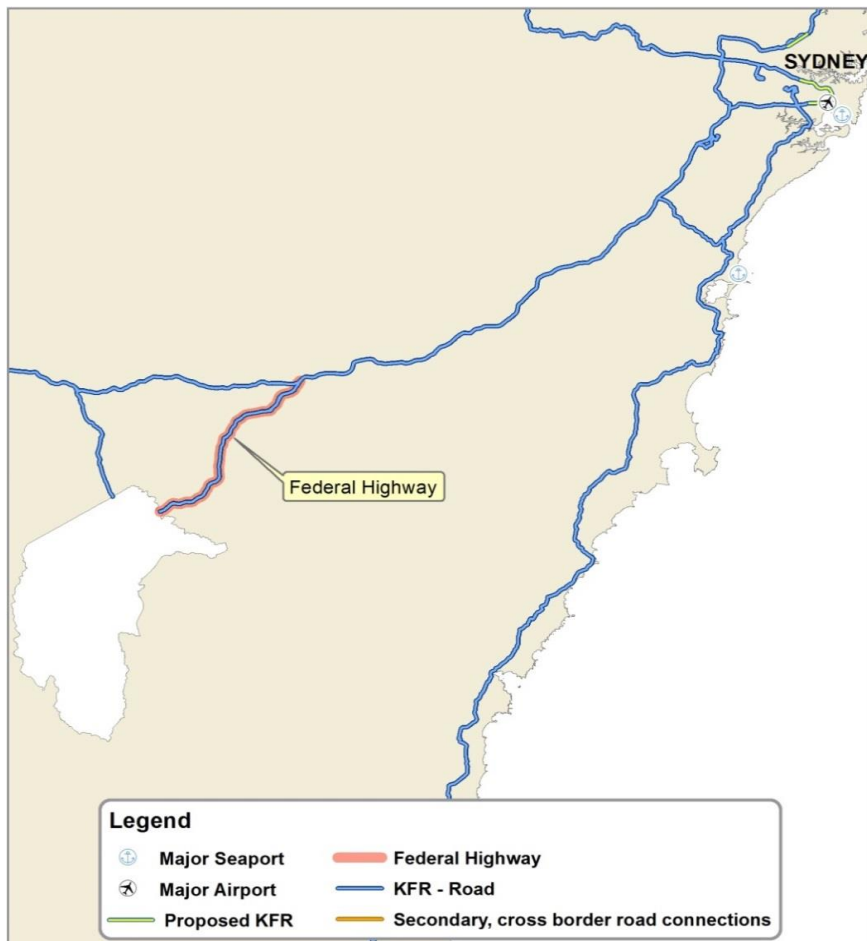 SYDNEY
Federal Highway
Legend
Major Seaport
Federal Highway
Major Airport
KFR - Road
Proposed KFR
Secondary, cross border road connections